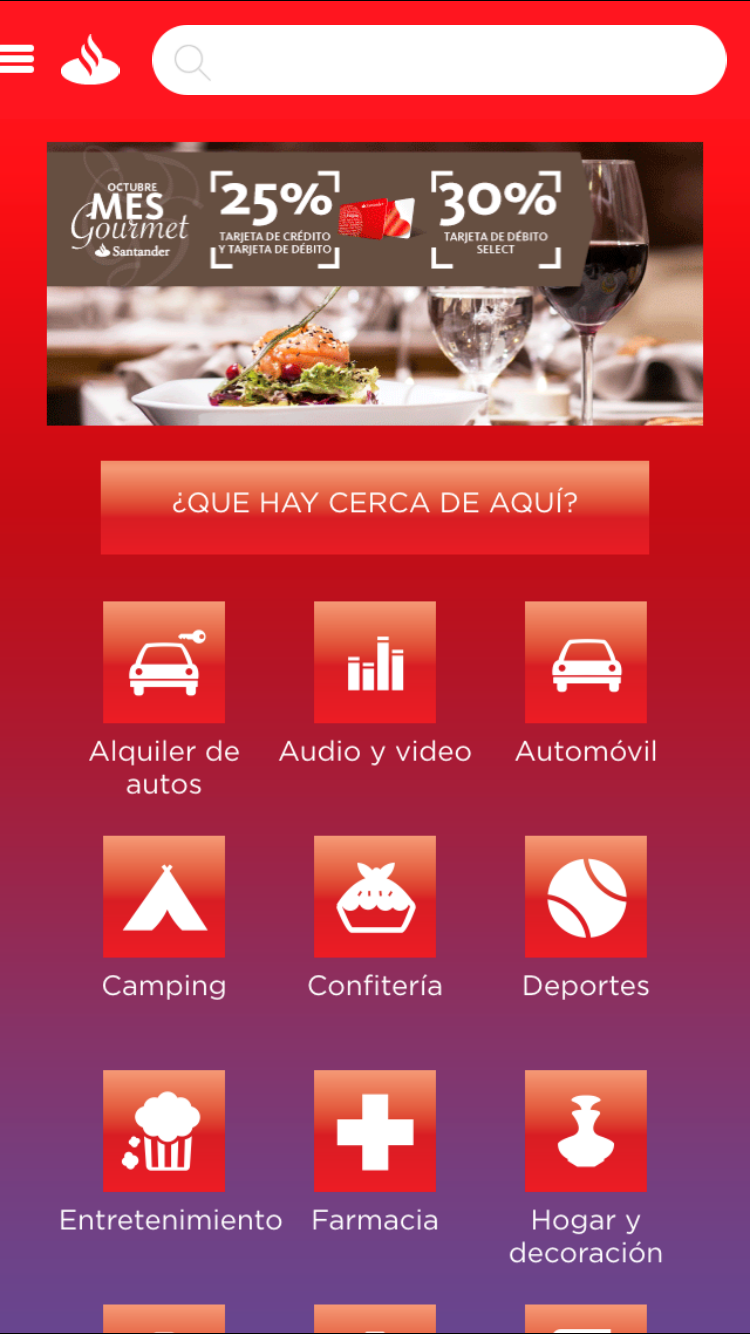 OCTUBRE
MES
Gourmet
Santander
25%
TARJETA DE CRÉDITO
Y TARJETA DE DÉBITO
30%
TARJETA DE DÉBITO
SELECT
¿QUE HAY CERCA DE AQUÍ?
Alquiler de
autos
Audio y video
Automóvil
Camping
Confitería
Deportes
Entretenimiento
Farmacia
Hogar y
decoración